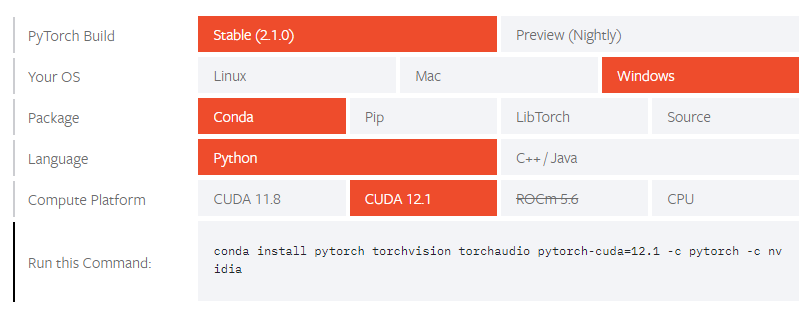 PyTorch Build Stable (2.1.0) Preview (Nightly)
Your OS Linux Mac Windows
Package Conda Pip LibTorch Source
Language Python C++ / Java
Compute Platform CUDA 11.8 CUDA 12.1 ROCm 5.6 CPU
Run this Command: conda install pytorch torchvision torchaudio pytorch-cuda=12.1 -c pytorch -c nv
idia